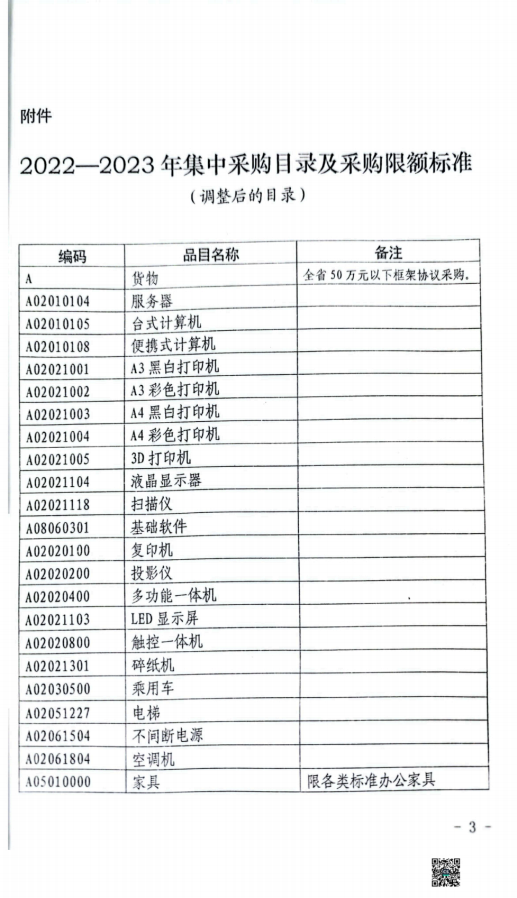 附件
2022—2023 年集中采购目录及采购限额标准
（调整后的目录）
编码 品目名称 备注
A 货物 全省 50 万元以下框架协议采购。
A02010104 服务器
A02010105 台式计算机
A02010108 便携式计算机
A02021001 A3 黑白打印机
A02021002 A3 彩色打印机
A02021003 A4 黑白打印机
A02021004 A4 彩色打印机
A02021005 3D 打印机
A02021104 液晶显示器
A02021118 扫描仪
A08060301 基础软件
A02020100 复印机
A02020200 投影仪
A02020400 多功能一体机
A02021103 LED 显示屏
A02020800 触控一体机
A02021301 碎纸机
A02030500 乘用车
A02051227 电梯
A02061504 不间断电源
A02061804 空调机
A05010000 家具 限各类标准办公家具
- 3 -